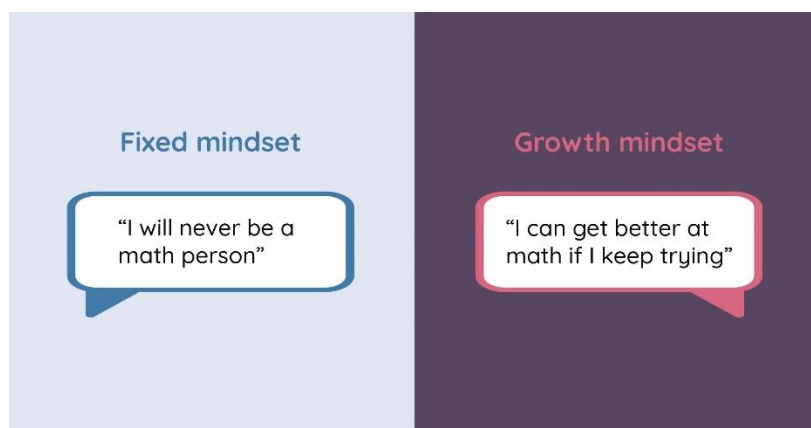 Fixed mindset
“I will never be a
math person”
Growth mindset
“I can get better at
math if I keep trying”